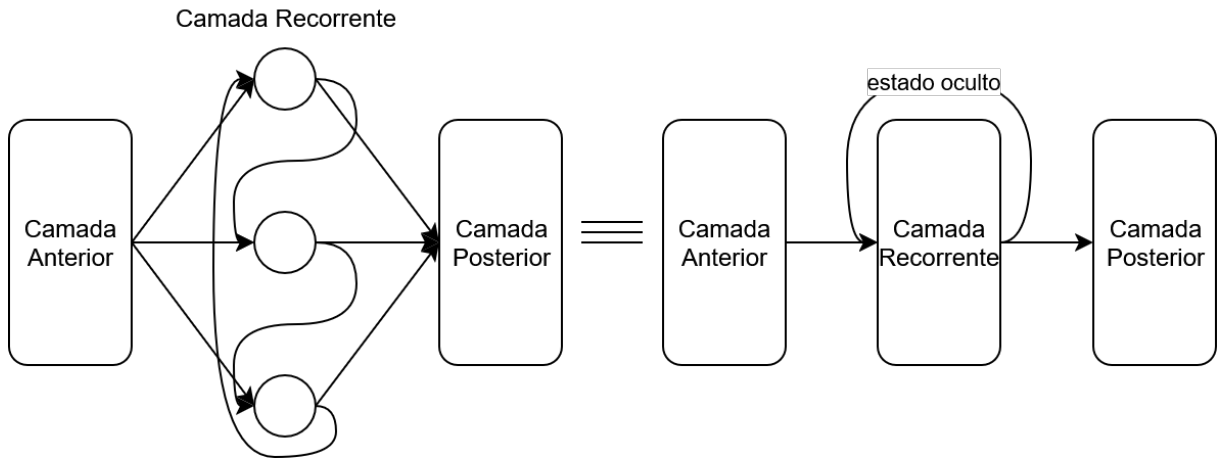 Camada Recorrente
Camada
Anterior
Camada
Posterior
estado oculto
Camada
Anterior
Camada
Recorrente
Camada
Posterior